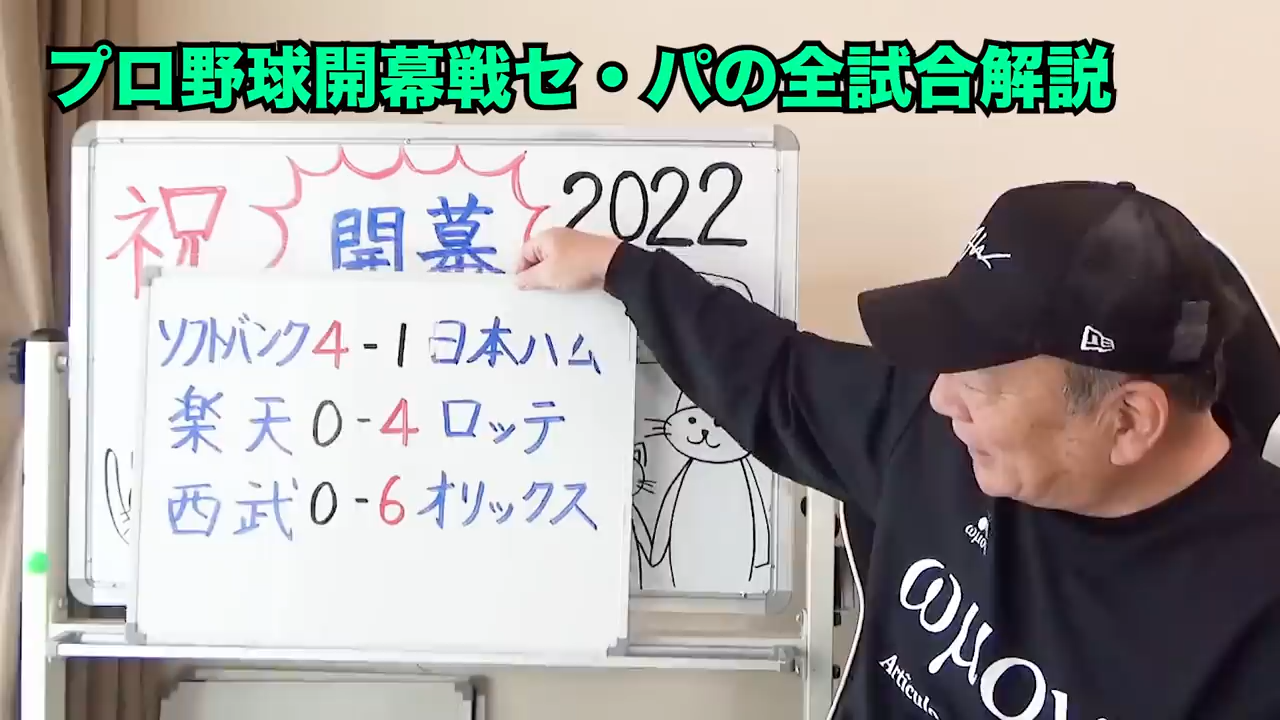 プロ野球開幕戦セ・パの全試合解説
祝
開幕
2022
ソフトバンク4-1日本ハム
楽天0-4ロッテ
西武0-6オリックス
ωμο
Articulo